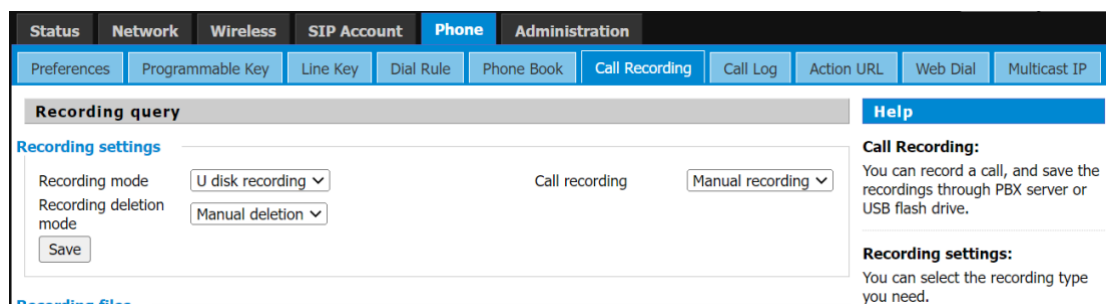 Status Network Wireless SIP Account Phone Administration
Preferences Programmable Key Line Key Dial Rule Phone Book Call Recording Call Log Action URL Web Dial Multicast IP
Recording query
Recording settings
Recording mode U disk recording Call recording Manual recording
Recording deletion
mode Manual deletion
Save
Recording files
Help
Call Recording:
You can record a call, and save the
recordings through PBX server or
USB flash drive.
Recording settings:
You can select the recording type
you need.